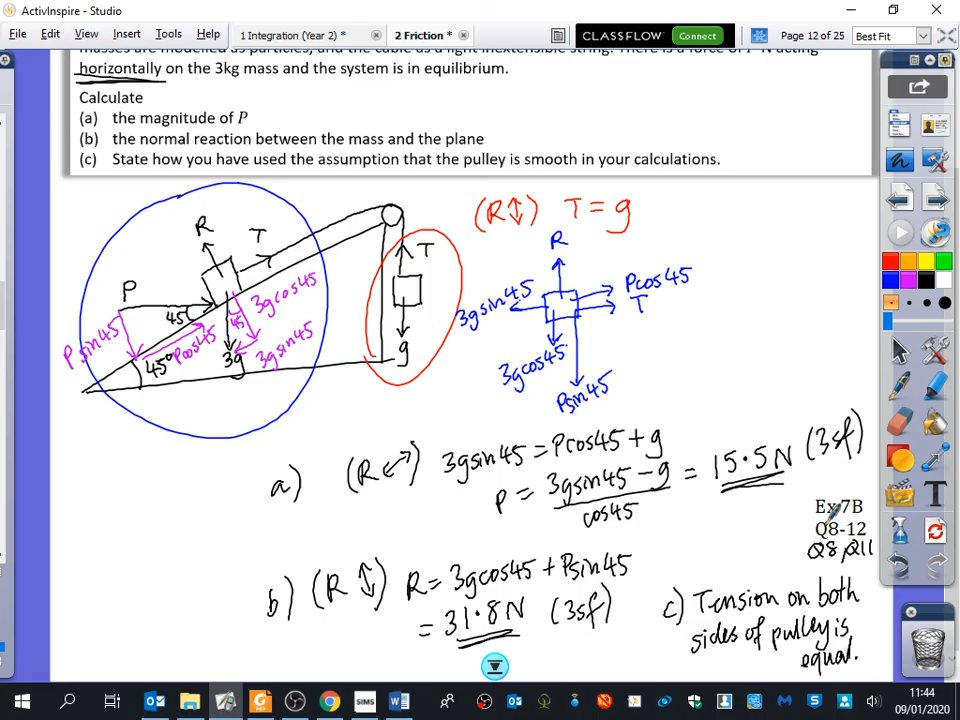 ActivInspire - Studio
File Edit View Insert Tools Help
1 Integration (Year 2) *
2 Friction *
CLASSFLOW Connect
Page 12 of 25
Best Fit
horizontally on the 3kg mass and the system is in equilibrium.
Calculate
(a) the magnitude of P
(b) the normal reaction between the mass and the plane
(c) State how you have used the assumption that the pulley is smooth in your calculations.
R
T
P
45
Psin45
Pcos45
45°
45
3g
3gcos45
3gsin45
T
g
(R↕) T = g
R
3gsin45
Pcos45
T
3gcos45
Psin45
a) (R ↗) 3gsin45 = Pcos45 + g
P = 3gsin45 - g / cos45 = 15.5N (3sf)
Ex 7B
Q8-12
Q8, Q11
b) (R ↕) R = 3gcos45 + Psin45
= 31.8N (3sf)
c) Tension on both
sides of pulley is
equal.
SIMS
11:44
09/01/2020